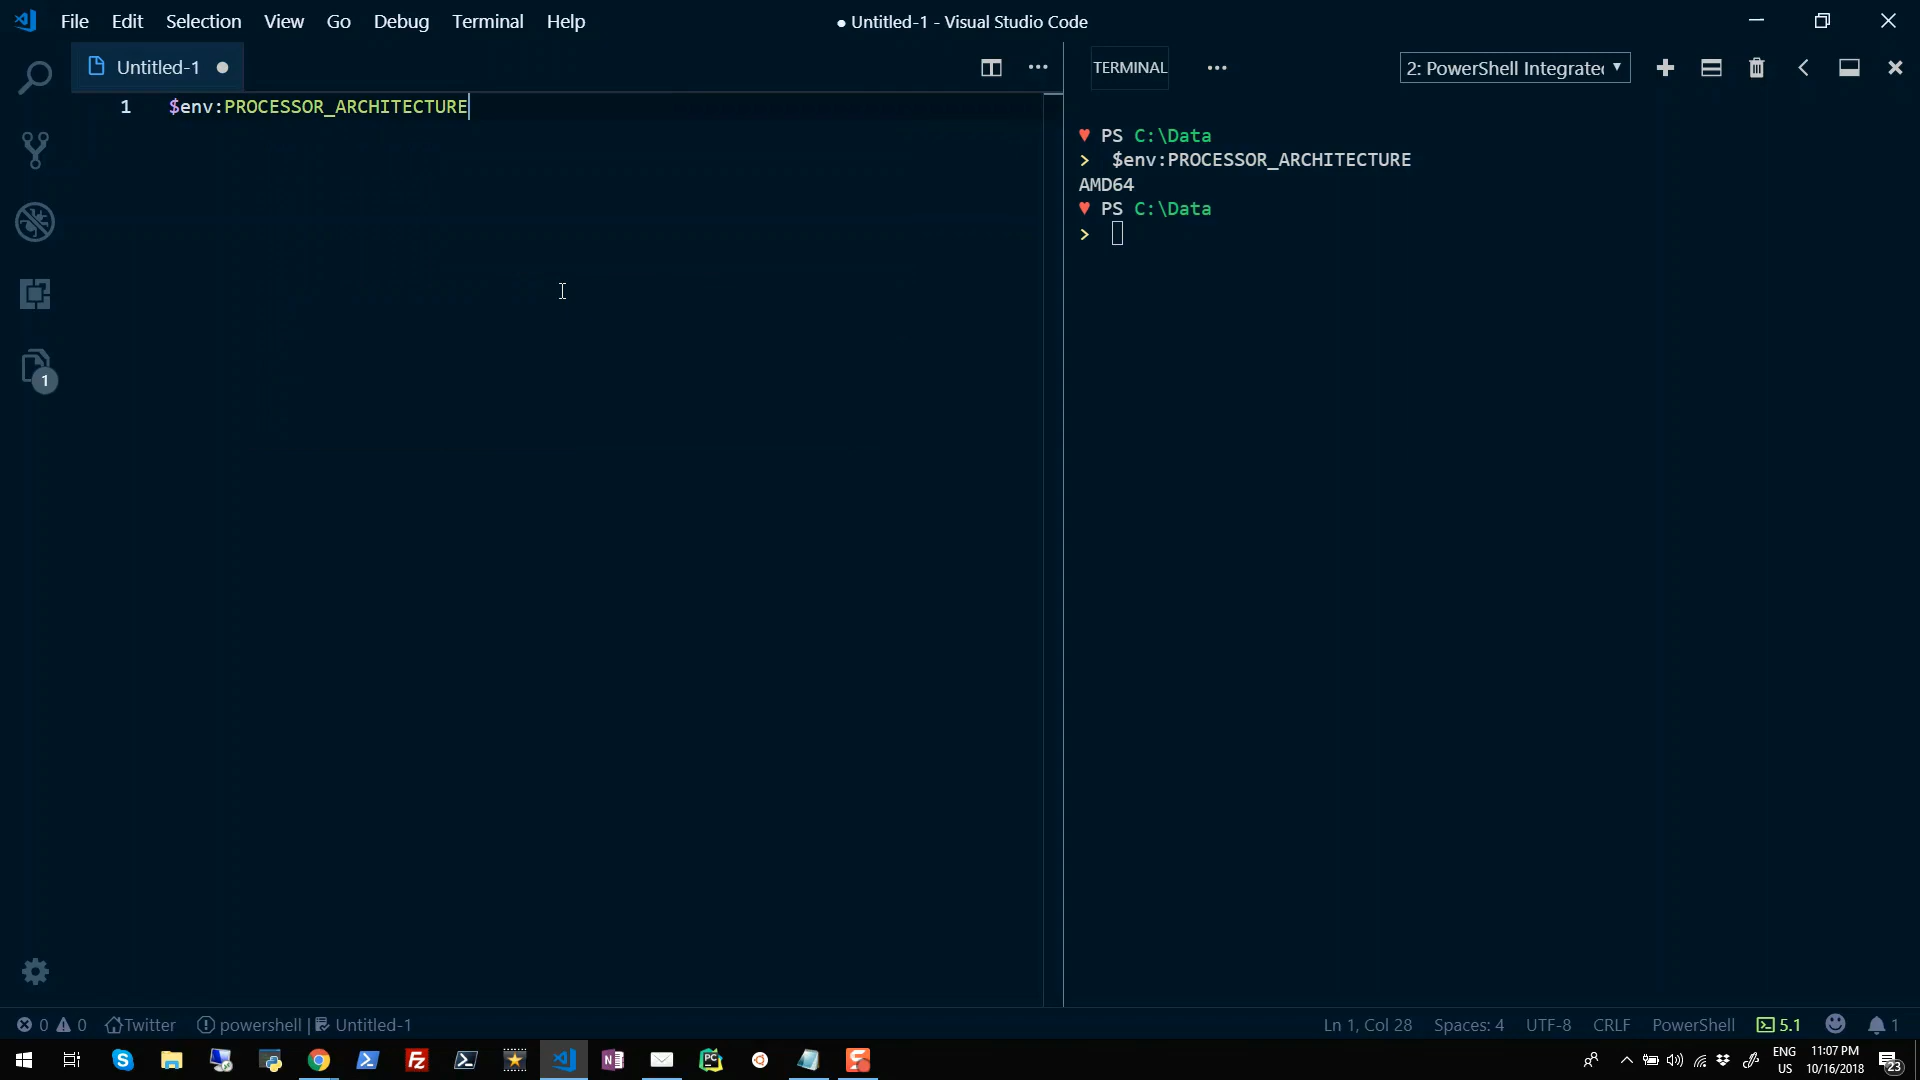 File Edit Selection View Go Debug Terminal Help
● Untitled-1 - Visual Studio Code
Untitled-1
TERMINAL
2: PowerShell Integrate
1 $env:PROCESSOR_ARCHITECTURE
♥ PS C:\Data
> $env:PROCESSOR_ARCHITECTURE
AMD64
♥ PS C:\Data
>
1
0 0 Twitter powershell | Untitled-1
Ln 1, Col 28 Spaces: 4 UTF-8 CRLF PowerShell 5.1 1
ENG
US
11:07 PM
10/16/2018
23